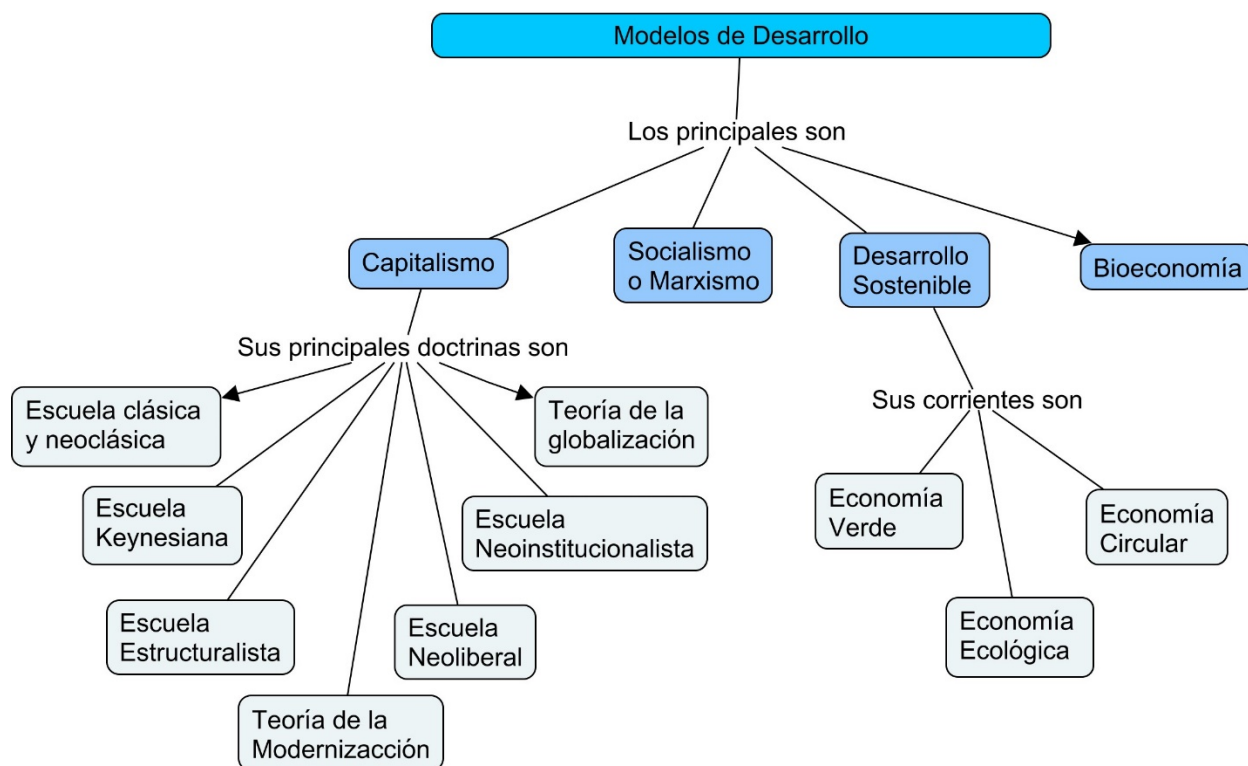 Modelos de Desarrollo
Los principales son
Capitalismo
Socialismo
o Marxismo
Desarrollo
Sostenible
Bioeconomía
Sus principales doctrinas son
Escuela clásica
y neoclásica
Teoría de la
globalización
Escuela
Keynesiana
Escuela
Neoinstitucionalista
Escuela
Estructuralista
Escuela
Neoliberal
Teoría de la
Modernizacción
Sus corrientes son
Economía
Verde
Economía
Circular
Economía
Ecológica